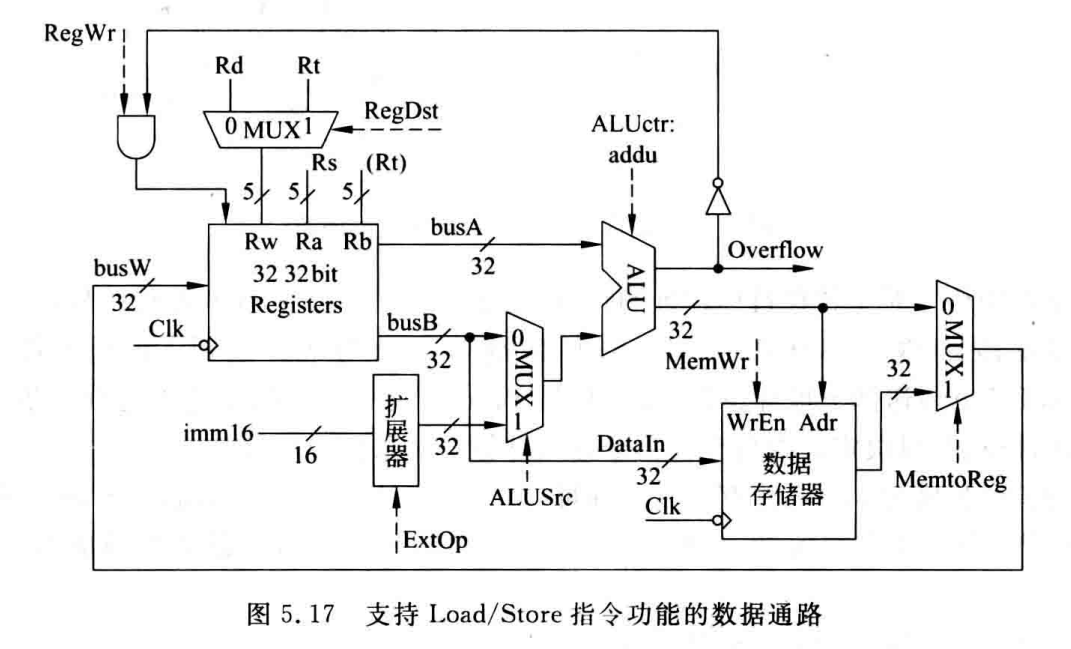 RegWr
Rd Rt
0 MUX 1
RegDst
ALUctr:
addu
Rs (Rt)
5 5 5
Rw Ra Rb
32 32bit
Registers
busW
32
Clk
busA
32
busB
32
Overflow
ALU
32
0 MUX 1
imm16
16
扩展器
32
ExtOp
ALUSrc
MemWr
WrEn Adr
数据
存储器
DataIn
32
Clk
32
0 MUX 1
MemtoReg
图 5.17 支持 Load/Store 指令功能的数据通路